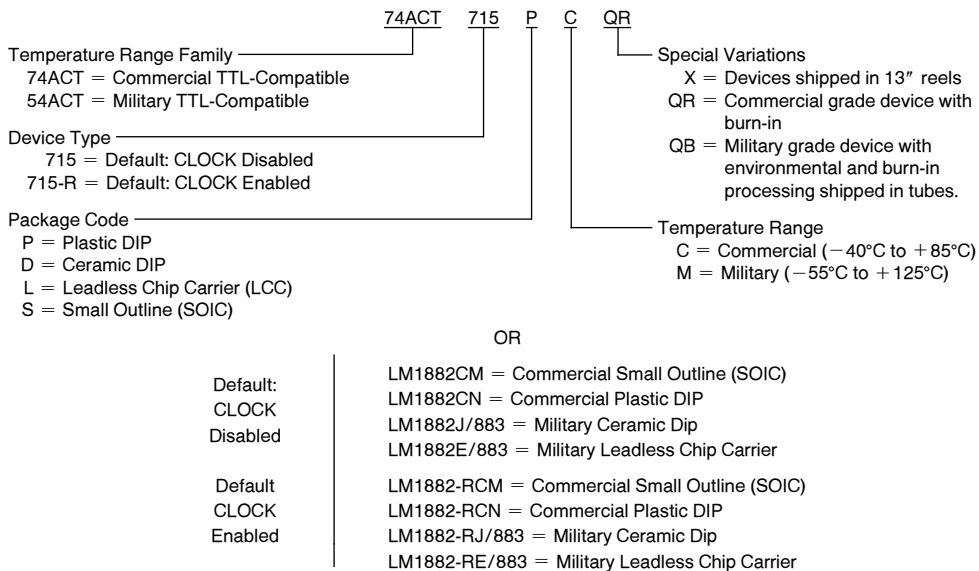 74ACT 715 P C QR
Temperature Range Family
74ACT = Commercial TTL-Compatible
54ACT = Military TTL-Compatible
Device Type
715 = Default: CLOCK Disabled
715-R = Default: CLOCK Enabled
Package Code
P = Plastic DIP
D = Ceramic DIP
L = Leadless Chip Carrier (LCC)
S = Small Outline (SOIC)
Special Variations
X = Devices shipped in 13″ reels
QR = Commercial grade device with
burn-in
QB = Military grade device with
environmental and burn-in
processing shipped in tubes.
Temperature Range
C = Commercial (−40°C to +85°C)
M = Military (−55°C to +125°C)
OR
Default:
CLOCK
Disabled
LM1882CM = Commercial Small Outline (SOIC)
LM1882CN = Commercial Plastic DIP
LM1882J/883 = Military Ceramic Dip
LM1882E/883 = Military Leadless Chip Carrier
Default
CLOCK
Enabled
LM1882-RCM = Commercial Small Outline (SOIC)
LM1882-RCN = Commercial Plastic DIP
LM1882-RJ/883 = Military Ceramic Dip
LM1882-RE/883 = Military Leadless Chip Carrier